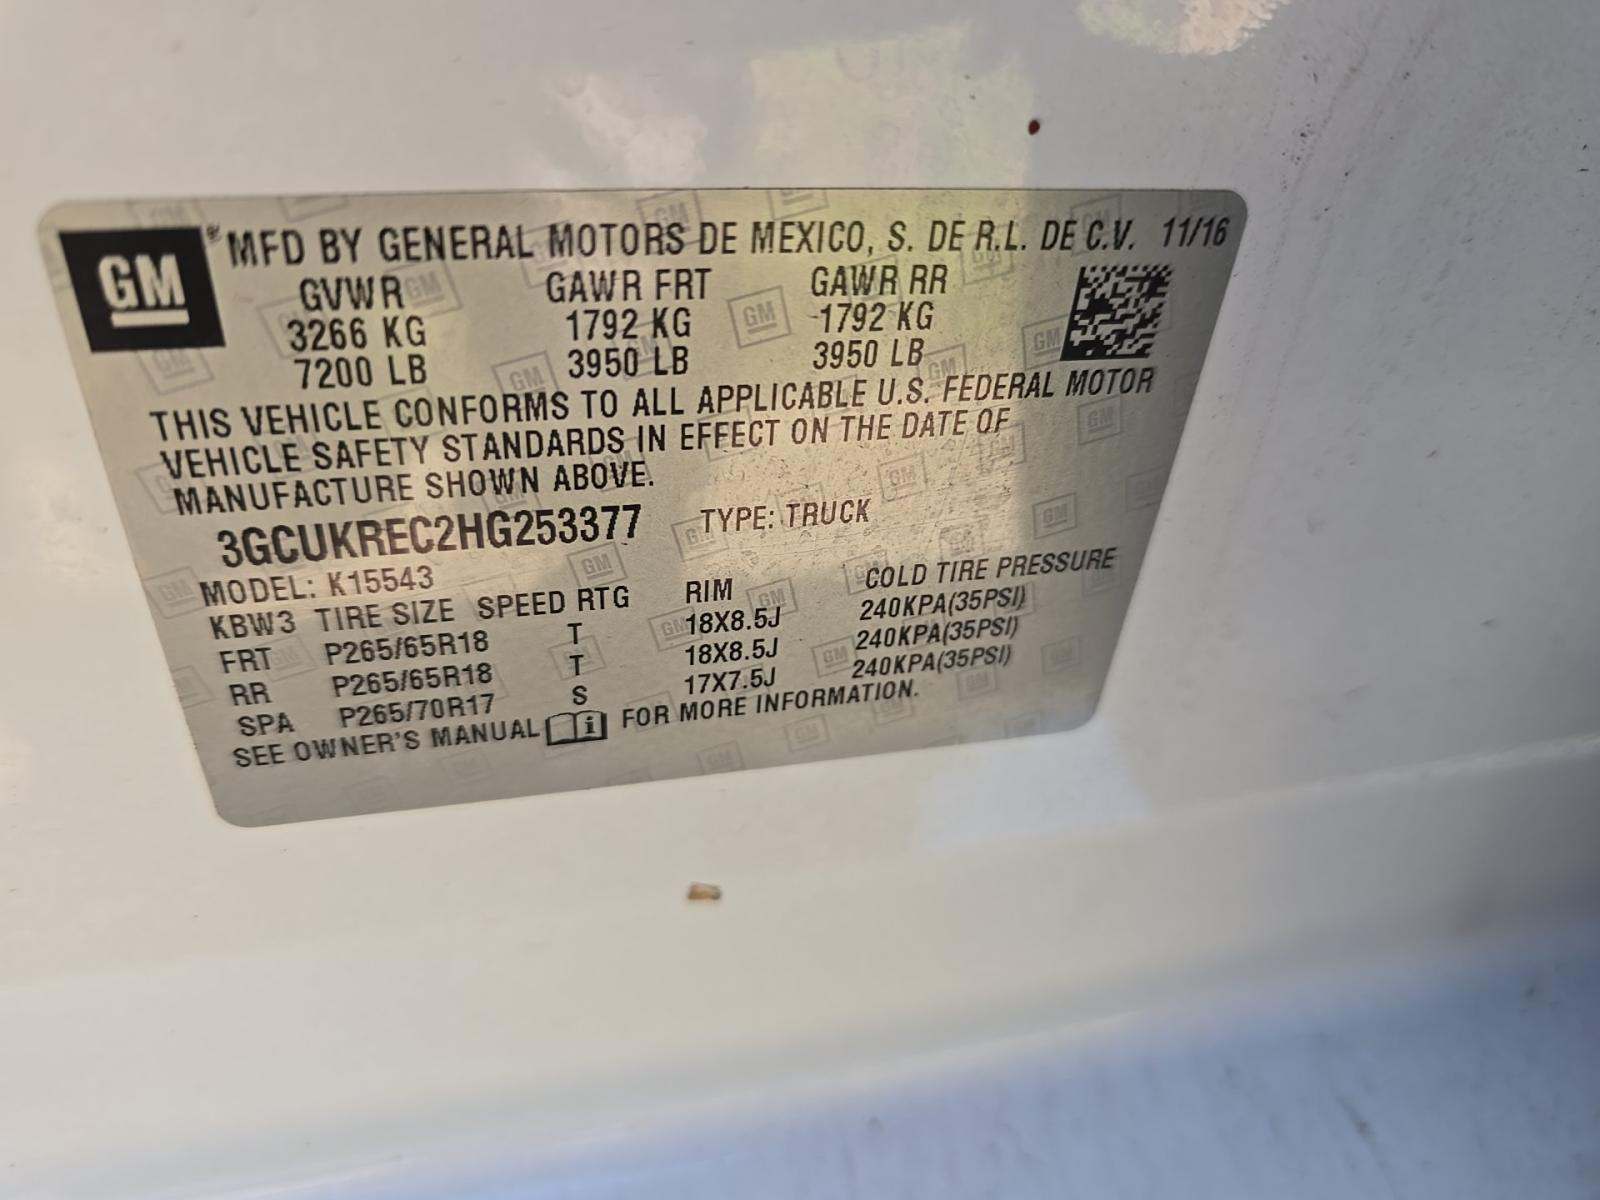 GM® MFD BY GENERAL MOTORS DE MEXICO, S. DE R.L. DE C.V. 11/16
GVWR GAWR FRT GAWR RR
3266 KG 1792 KG 1792 KG
7200 LB 3950 LB 3950 LB
THIS VEHICLE CONFORMS TO ALL APPLICABLE U.S. FEDERAL MOTOR
VEHICLE SAFETY STANDARDS IN EFFECT ON THE DATE OF
MANUFACTURE SHOWN ABOVE.
3GCUKREC2HG253377 TYPE: TRUCK
MODEL: K15543
KBW3 TIRE SIZE SPEED RTG RIM COLD TIRE PRESSURE
FRT P265/65R18 T 18X8.5J 240KPA(35PSI)
RR P265/65R18 T 18X8.5J 240KPA(35PSI)
SPA P265/70R17 S 17X7.5J 240KPA(35PSI)
SEE OWNER'S MANUAL i FOR MORE INFORMATION.